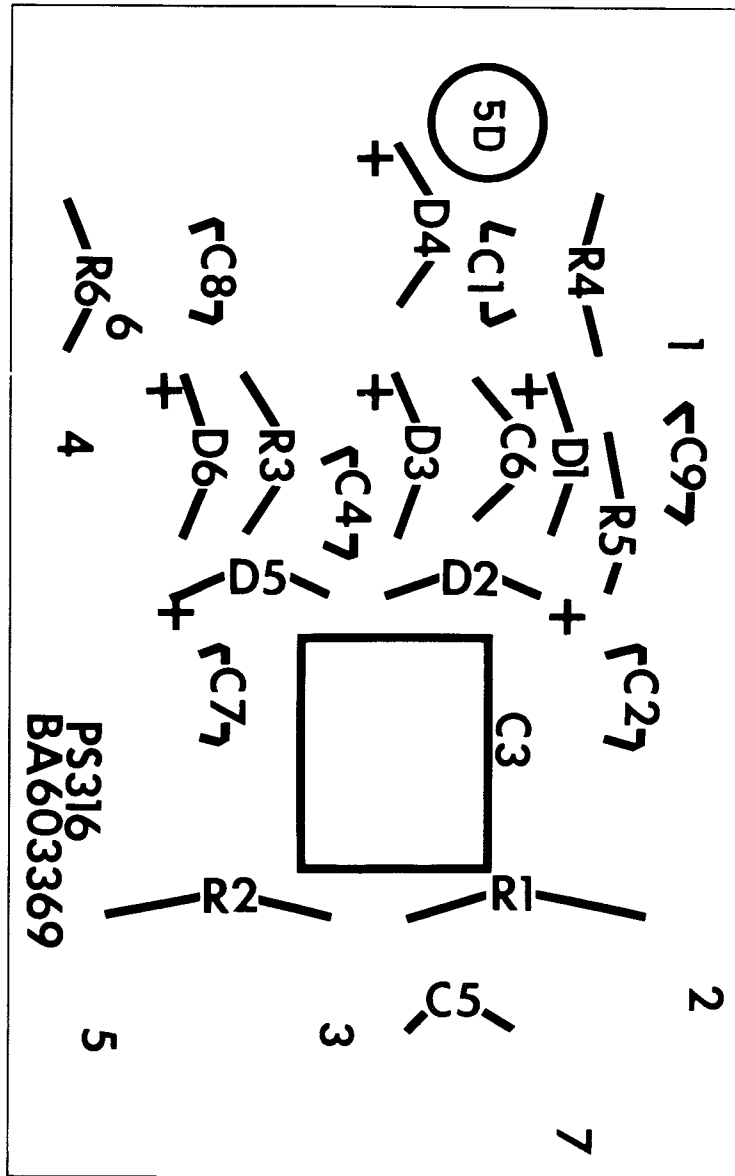 5D
+
D4
C1
R4
C8
R6
6
1
+
D6
R3
+
D3
C6
+
D1
C9
4
C4
R5
D5
D2
+
+
C7
C2
C3
PS316
BA603369
R2
R1
C5
2
3
5
7